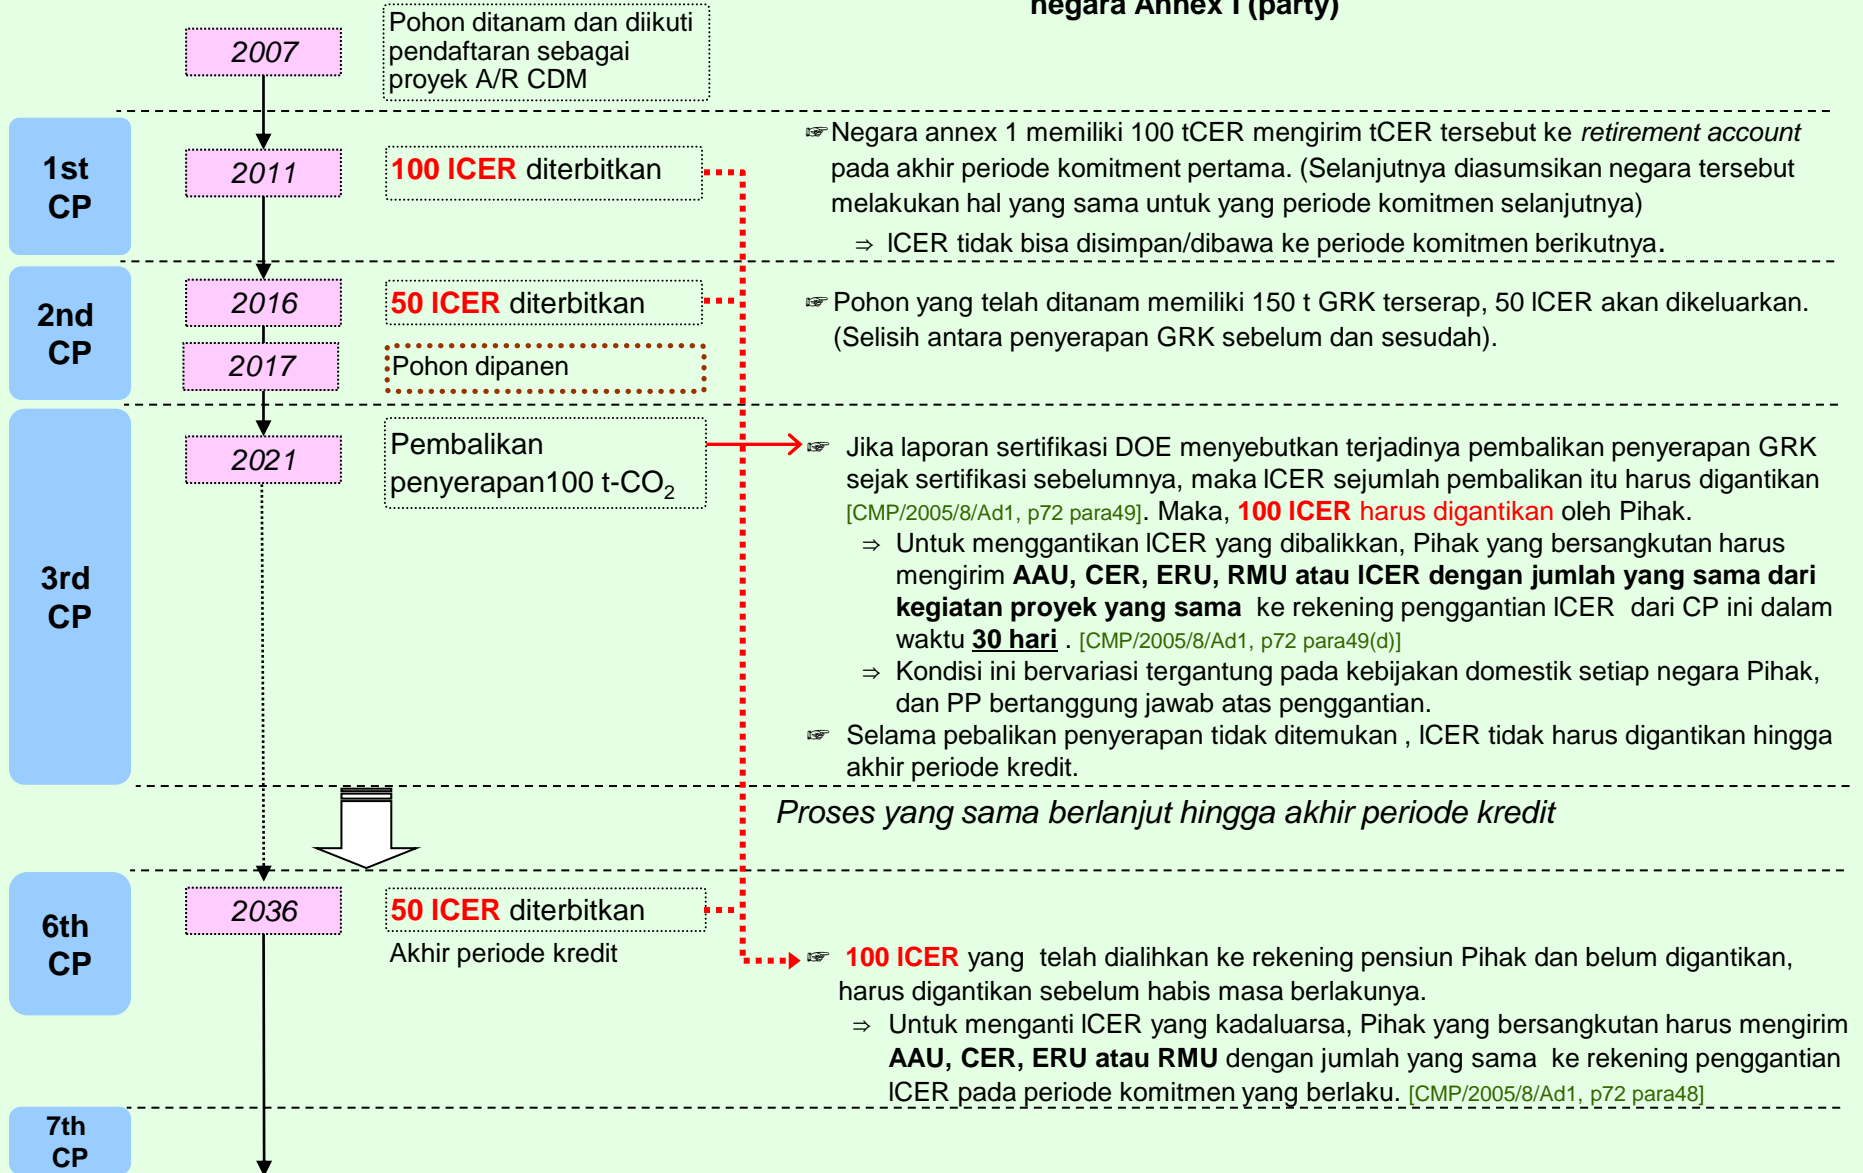 negara Annex I (party)
2007
Pohon ditanam dan diikuti
pendaftaran sebagai
proyek A/R CDM
1st
CP
2011
100 lCER diterbitkan
☞Negara annex 1 memiliki 100 tCER mengirim tCER tersebut ke retirement account
pada akhir periode komitment pertama. (Selanjutnya diasumsikan negara tersebut
melakukan hal yang sama untuk yang periode komitmen selanjutnya)
⇒ lCER tidak bisa disimpan/dibawa ke periode komitmen berikutnya.
2nd
CP
2016
50 lCER diterbitkan
☞ Pohon yang telah ditanam memiliki 150 t GRK terserap, 50 lCER akan dikeluarkan.
(Selisih antara penyerapan GRK sebelum dan sesudah).
2017
Pohon dipanen
3rd
CP
2021
Pembalikan
penyerapan100 t-CO₂
☞ Jika laporan sertifikasi DOE menyebutkan terjadinya pembalikan penyerapan GRK
sejak sertifikasi sebelumnya, maka lCER sejumlah pembalikan itu harus digantikan
[CMP/2005/8/Ad1, p72 para49]. Maka, 100 lCER harus digantikan oleh Pihak.
⇒ Untuk menggantikan lCER yang dibalikkan, Pihak yang bersangkutan harus
mengirim AAU, CER, ERU, RMU atau lCER dengan jumlah yang sama dari
kegiatan proyek yang sama ke rekening penggantian lCER dari CP ini dalam
waktu 30 hari . [CMP/2005/8/Ad1, p72 para49(d)]
⇒ Kondisi ini bervariasi tergantung pada kebijakan domestik setiap negara Pihak,
dan PP bertanggung jawab atas penggantian.
☞ Selama pebalikan penyerapan tidak ditemukan , lCER tidak harus digantikan hingga
akhir periode kredit.
Proses yang sama berlanjut hingga akhir periode kredit
6th
CP
2036
50 lCER diterbitkan
Akhir periode kredit
☞ 100 lCER yang telah dialihkan ke rekening pensiun Pihak dan belum digantikan,
harus digantikan sebelum habis masa berlakunya.
⇒ Untuk menganti lCER yang kadaluarsa, Pihak yang bersangkutan harus mengirim
AAU, CER, ERU atau RMU dengan jumlah yang sama ke rekening penggantian
lCER pada periode komitmen yang berlaku. [CMP/2005/8/Ad1, p72 para48]
7th
CP